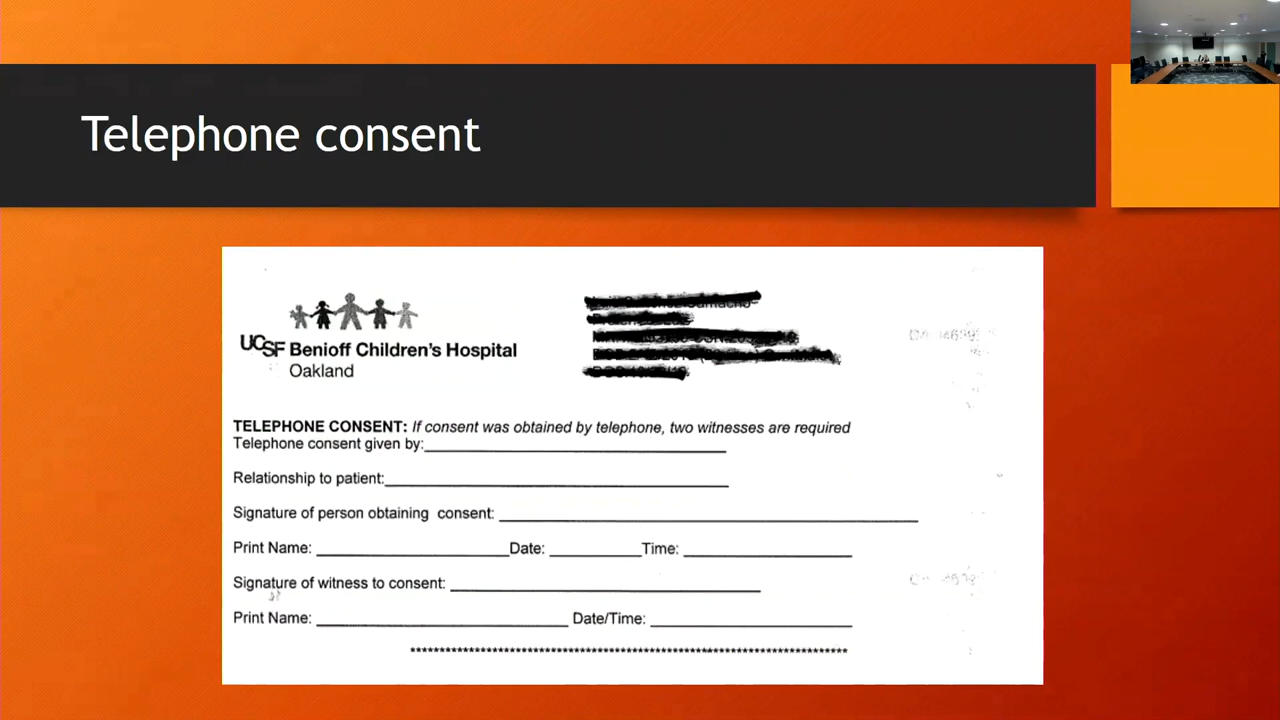 Telephone consent
UCSF Benioff Children's Hospital
Oakland
TELEPHONE CONSENT: If consent was obtained by telephone, two witnesses are required
Telephone consent given by:
Relationship to patient:
Signature of person obtaining consent:
Print Name: Date: Time:
Signature of witness to consent:
Print Name: Date/Time: